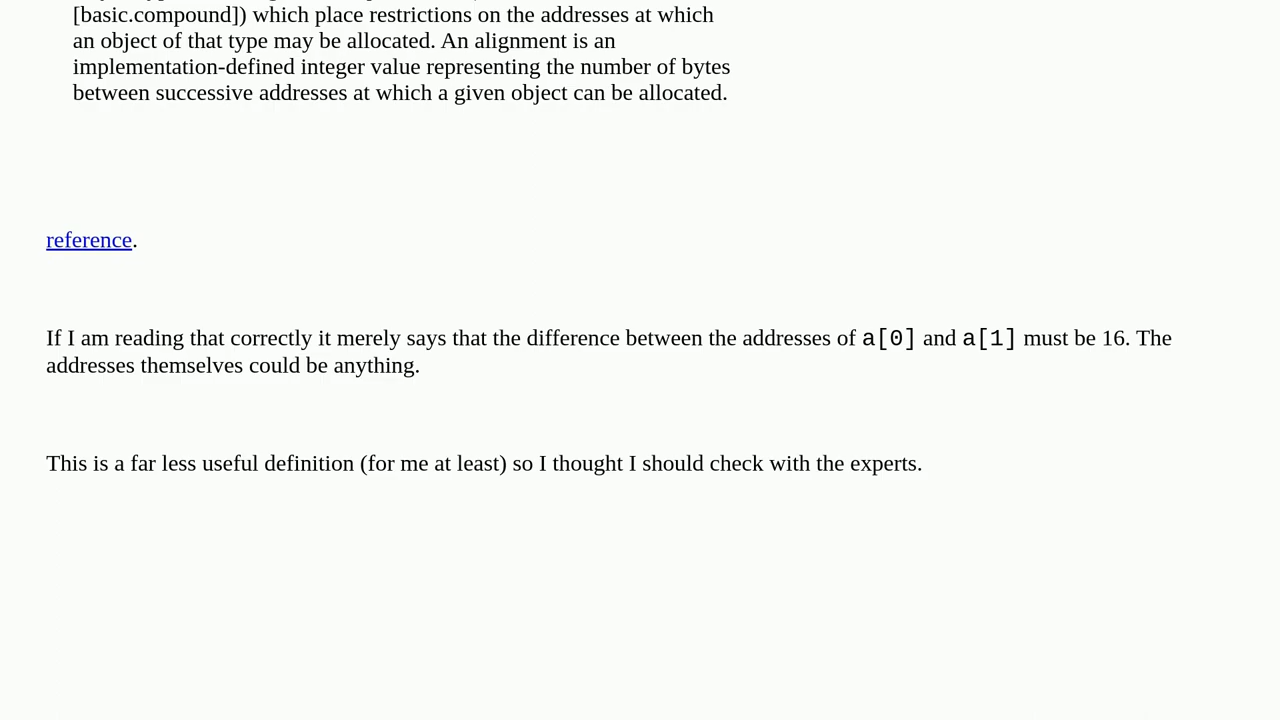 [basic.compound]) which place restrictions on the addresses at which
an object of that type may be allocated. An alignment is an
implementation-defined integer value representing the number of bytes
between successive addresses at which a given object can be allocated.
reference.
If I am reading that correctly it merely says that the difference between the addresses of a[0] and a[1] must be 16. The
addresses themselves could be anything.
This is a far less useful definition (for me at least) so I thought I should check with the experts.